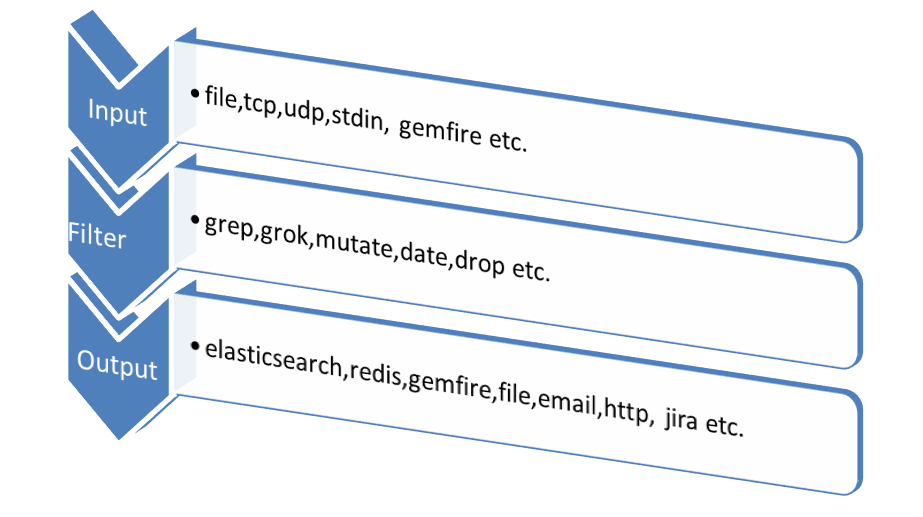 Input
• file,tcp,udp,stdin, gemfire etc.
Filter
• grep,grok,mutate,date,drop etc.
Output
• elasticsearch,redis,gemfire,file,email,http, jira etc.